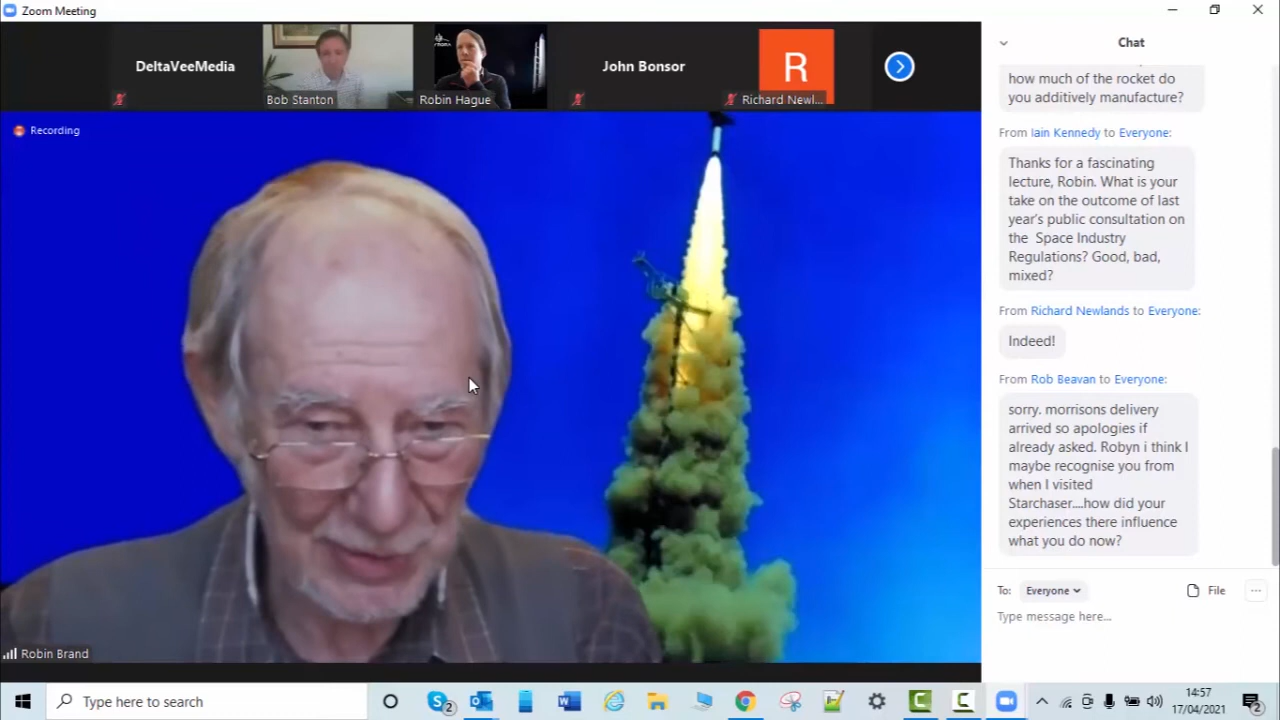 Zoom Meeting
DeltaVeeMedia
Bob Stanton
Robin Hague
John Bonsor
R
Richard Newl...
Recording
Robin Brand
Chat
how much of the rocket do
you additively manufacture?
From Iain Kennedy to Everyone:
Thanks for a fascinating
lecture, Robin. What is your
take on the outcome of last
year's public consultation on
the Space Industry
Regulations? Good, bad,
mixed?
From Richard Newlands to Everyone:
Indeed!
From Rob Beavan to Everyone:
sorry. morrisons delivery
arrived so apologies if
already asked. Robyn i think I
maybe recognise you from
when I visited
Starchaser....how did your
experiences there influence
what you do now?
To: Everyone
File
Type message here...
Type here to search
2
14:57
17/04/2021
2